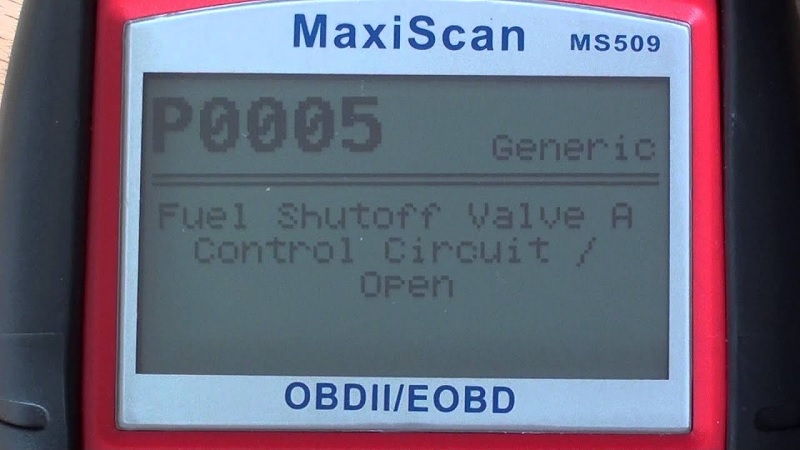 MaxiScan MS509
P0005 Generic
Fuel Shutoff Valve A
Control Circuit /
Open
OBDII/EOBD